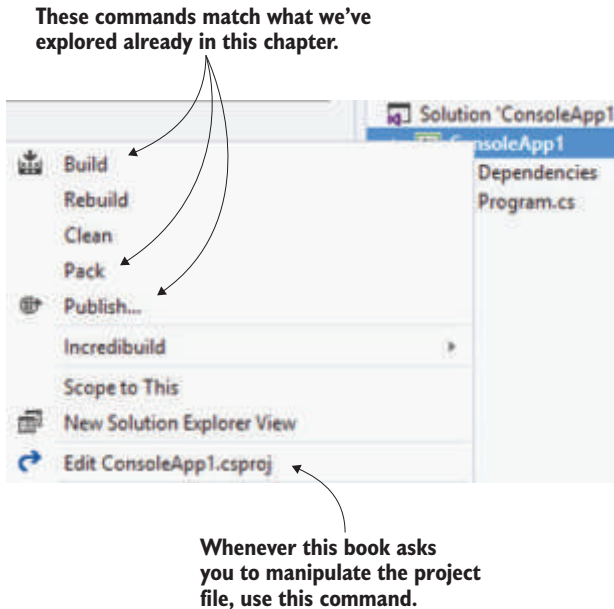 These commands match what we've
explored already in this chapter.
Solution 'ConsoleApp1
ConsoleApp1
Dependencies
Program.cs
Build
Rebuild
Clean
Pack
Publish...
Incredibuild
Scope to This
New Solution Explorer View
Edit ConsoleApp1.csproj
Whenever this book asks
you to manipulate the project
file, use this command.